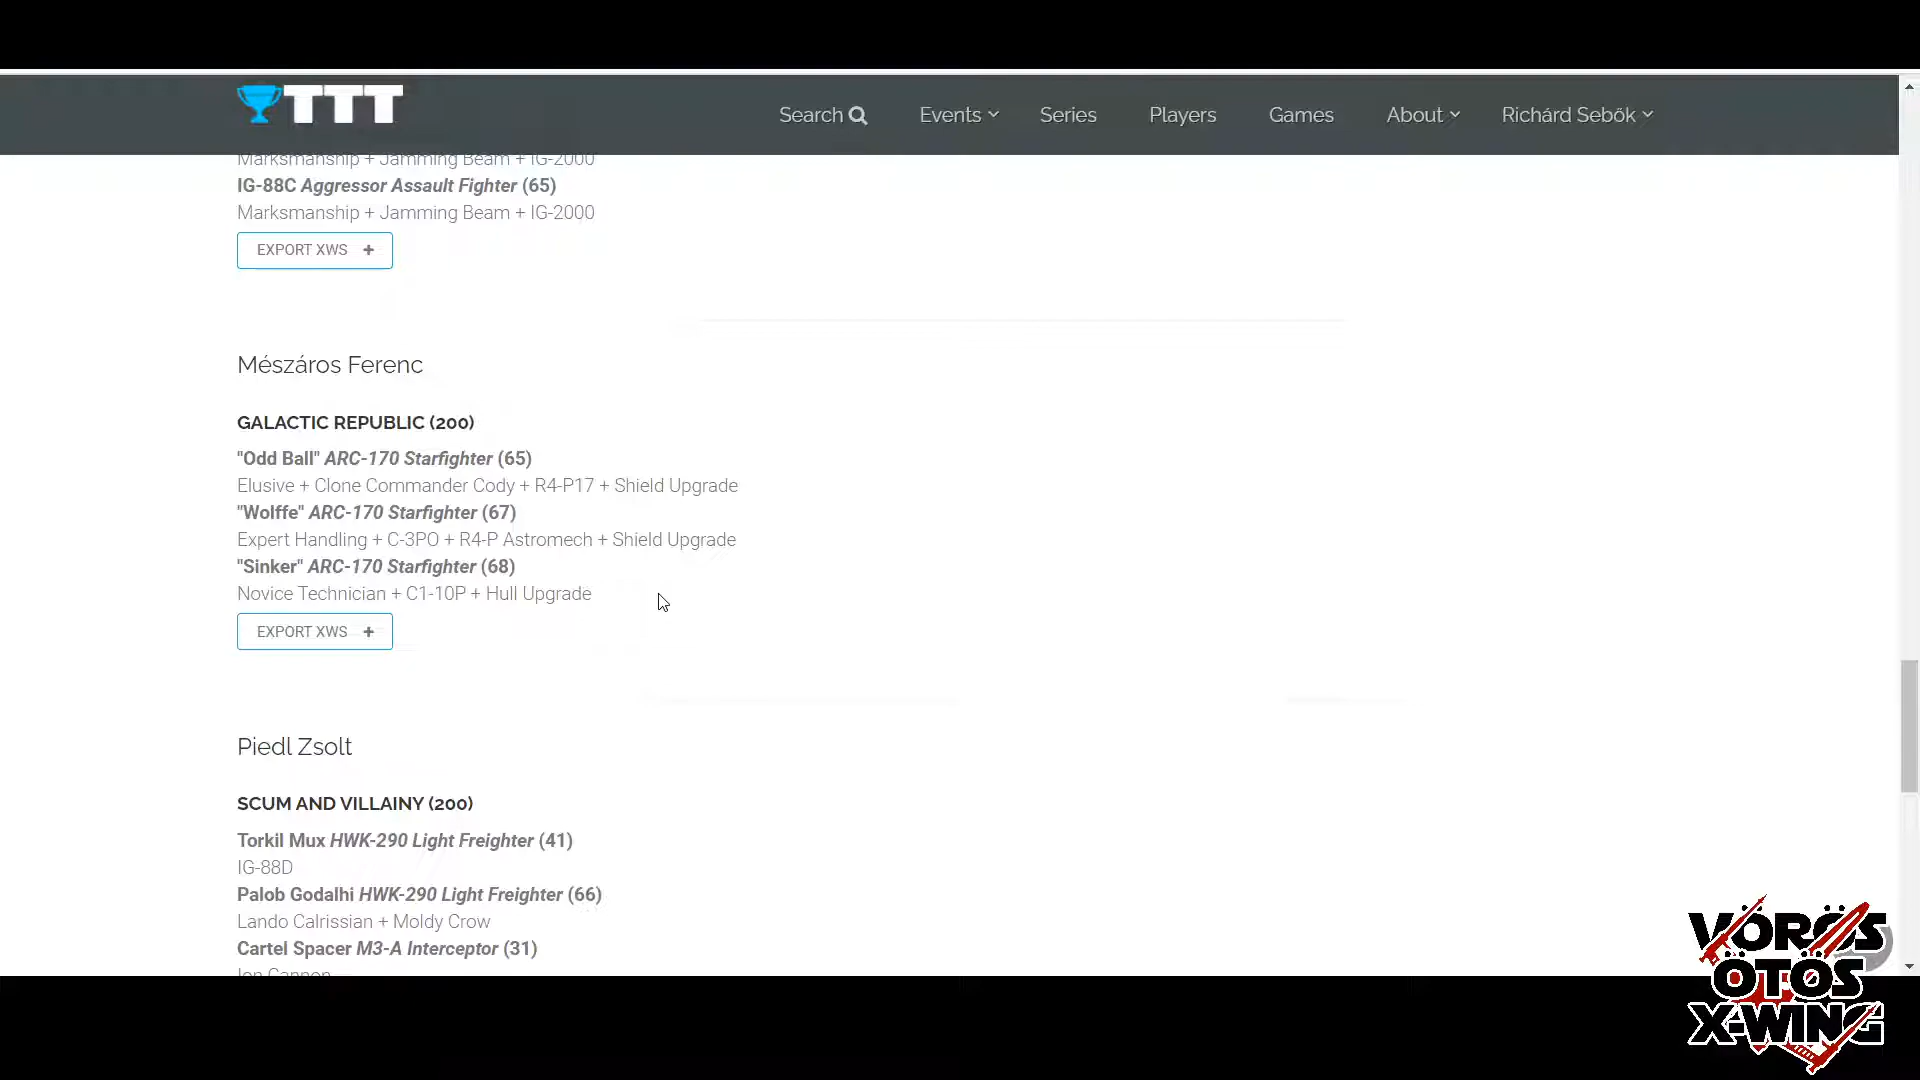 TTT
Search
Events
Series
Players
Games
About
Richárd Sebők
Marksmanship + Jamming Beam + IG-2000
IG-88C Aggressor Assault Fighter (65)
Marksmanship + Jamming Beam + IG-2000
EXPORT XWS +
Mészáros Ferenc
GALACTIC REPUBLIC (200)
"Odd Ball" ARC-170 Starfighter (65)
Elusive + Clone Commander Cody + R4-P17 + Shield Upgrade
"Wolffe" ARC-170 Starfighter (67)
Expert Handling + C-3PO + R4-P Astromech + Shield Upgrade
"Sinker" ARC-170 Starfighter (68)
Novice Technician + C1-10P + Hull Upgrade
EXPORT XWS +
Piedl Zsolt
SCUM AND VILLAINY (200)
Torkil Mux HWK-290 Light Freighter (41)
IG-88D
Palob Godalhi HWK-290 Light Freighter (66)
Lando Calrissian + Moldy Crow
Cartel Spacer M3-A Interceptor (31)
Ion Cannon
VÖRÖS
ÖTÖS
X-WING